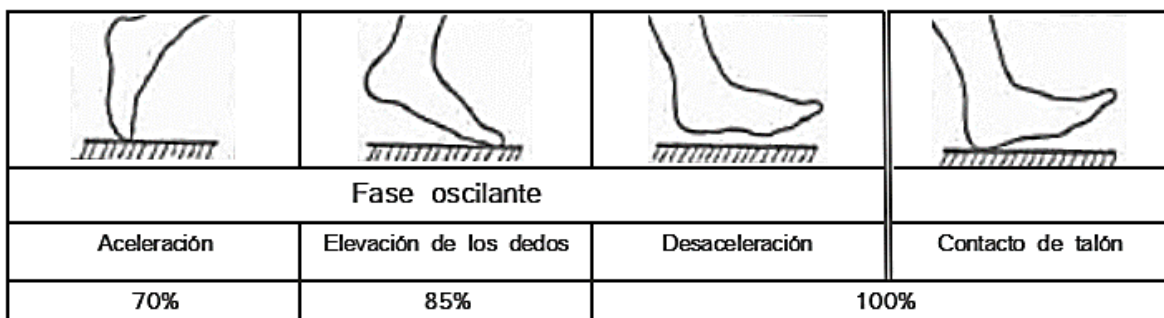 Fase oscilante
Aceleración
Elevación de los dedos
Desaceleración
Contacto de talón
70%
85%
100%